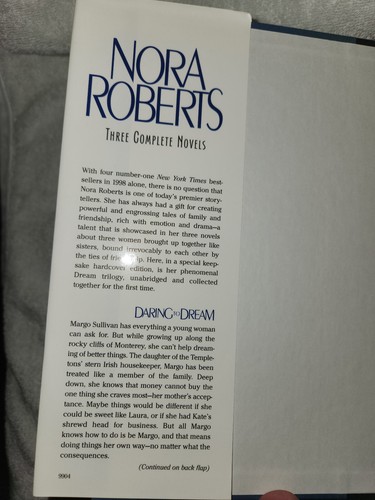 NORA
ROBERTS
THREE COMPLETE NOVELS
With four number-one New York Times best-
sellers in 1998 alone, there is no question that
Nora Roberts is one of today's premier story-
tellers. She has always had a gift for creating
powerful and engrossing tales of family and
friendship, rich with emotion and drama—a
talent that is showcased in her three novels
about three women brought up together like
sisters, bound irrevocably to each other by
the ties of friendship. Here, in a special keep-
sake hardcover edition, is her phenomenal
Dream trilogy, unabridged and collected
together for the first time.
DARING TO DREAM
Margo Sullivan has everything a young woman
can ask for. But while growing up along the
rocky cliffs of Monterey, she can't help dream-
ing of better things. The daughter of the Temple-
tons' stern Irish housekeeper, Margo has been
treated like a member of the family. Deep
down, she knows that money cannot buy the
one thing she craves most—her mother's accep-
tance. Maybe things would be different if she
could be sweet like Laura, or if she had Kate's
shrewd head for business. But all Margo
knows how to do is be Margo, and that means
doing things her own way—no matter what the
consequences.
(Continued on back flap)
9904